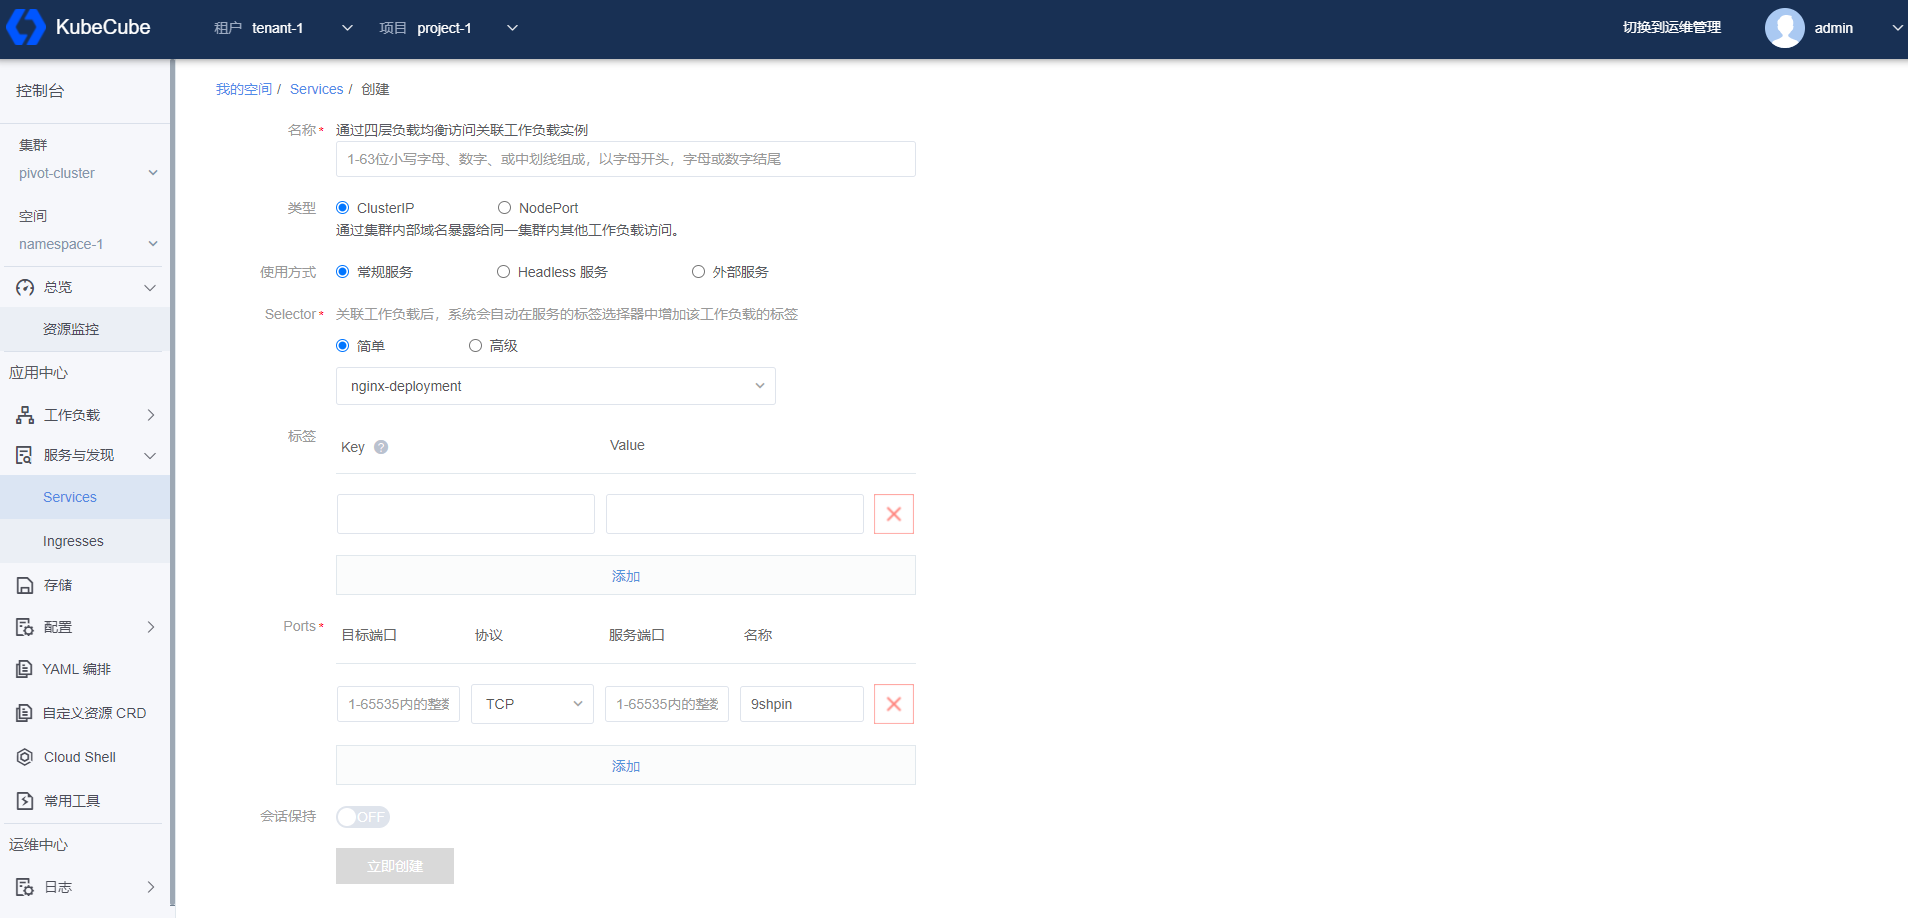 KubeCube
租户 tenant-1
项目 project-1
切换到运维管理
admin
控制台
集群
pivot-cluster
空间
namespace-1
总览
资源监控
应用中心
工作负载
服务与发现
Services
Ingresses
存储
配置
YAML 编排
自定义资源 CRD
Cloud Shell
常用工具
运维中心
日志
我的空间 / Services / 创建
名称 * 通过四层负载均衡访问关联工作负载实例
1-63位小写字母、数字、或中划线组成，以字母开头，字母或数字结尾
类型 ClusterIP NodePort
通过集群内部域名暴露给同一集群内其他工作负载访问。
使用方式 常规服务 Headless 服务 外部服务
Selector * 关联工作负载后，系统会自动在服务的标签选择器中增加该工作负载的标签
简单 高级
nginx-deployment
标签 Key ? Value
添加
Ports * 目标端口 协议 服务端口 名称
1-65535内的整 TCP 1-65535内的整 9shpin
添加
会话保持 OFF
立即创建